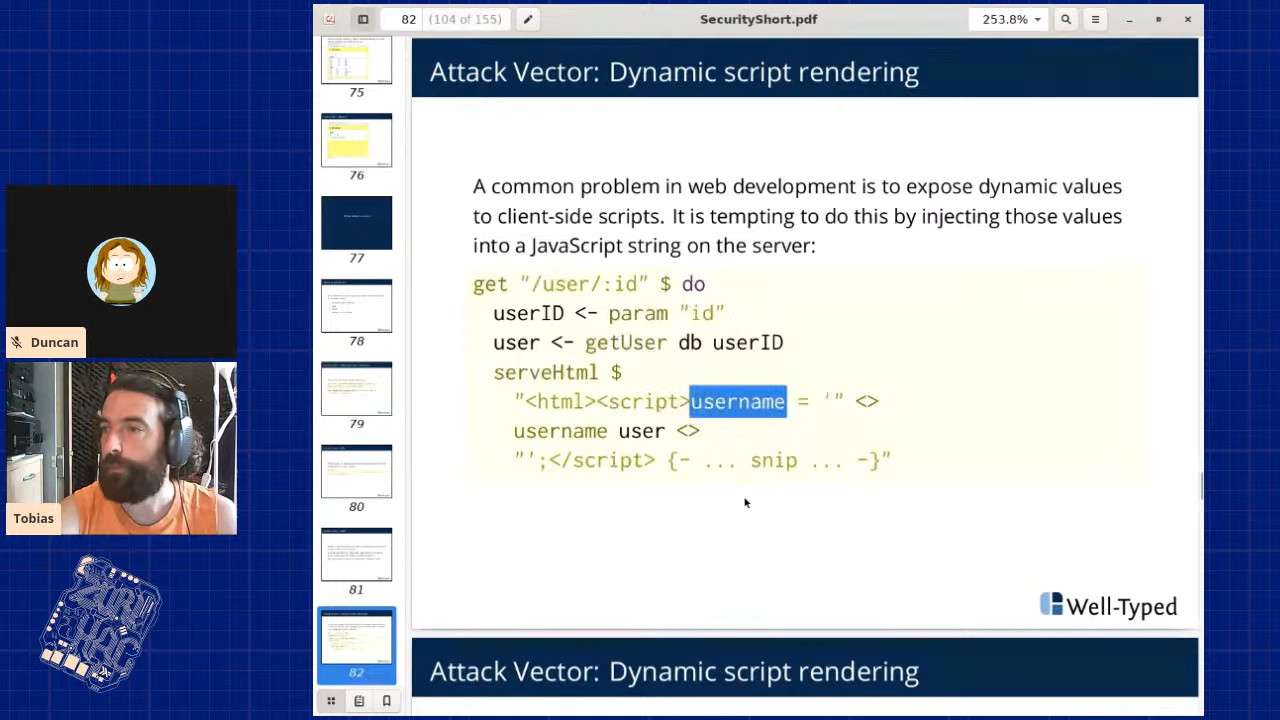 82
(104 of 155)
SecurityShort.pdf
253.8%
75
76
77
78
79
80
81
82
Attack Vector: Dynamic script rendering
A common problem in web development is to expose dynamic values
to client-side scripts. It is tempting to do this by injecting those values
into a JavaScript string on the server:
get "/user/:id" $ do
userID <- param "id"
user <- getUser db userID
serveHtml $
"<html><script>username = '" <>
username user <>
"';</script> {- ... snip ... -}"
Well-Typed
Attack Vector: Dynamic script rendering
Duncan
Tobias